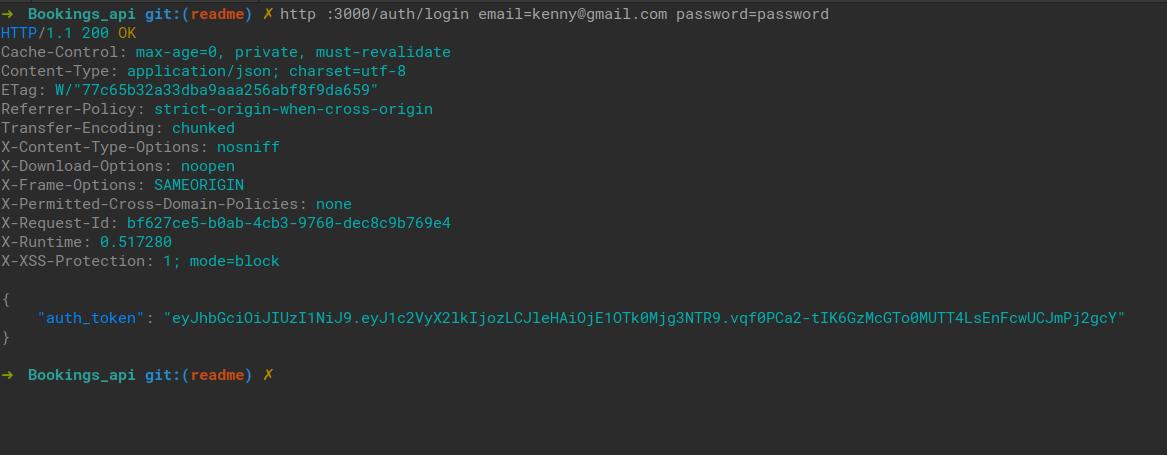 ➜  Bookings_api git:(readme) ✗ http :3000/auth/login email=kenny@gmail.com password=password
HTTP/1.1 200 OK
Cache-Control: max-age=0, private, must-revalidate
Content-Type: application/json; charset=utf-8
ETag: W/"77c65b32a33dba9aaa256abf8f9da659"
Referrer-Policy: strict-origin-when-cross-origin
Transfer-Encoding: chunked
X-Content-Type-Options: nosniff
X-Download-Options: noopen
X-Frame-Options: SAMEORIGIN
X-Permitted-Cross-Domain-Policies: none
X-Request-Id: bf627ce5-b0ab-4cb3-9760-dec8c9b769e4
X-Runtime: 0.517280
X-XSS-Protection: 1; mode=block

{
    "auth_token": "eyJhbGciOiJIUzI1NiJ9.eyJ1c2VyX2lkIjozLCJleHAiOjE1OTk0Mjg3NTR9.vqf0PCa2-tIK6GzMcGTo0MUTT4LsEnFcwUCJmPj2gcY"
}

➜  Bookings_api git:(readme) ✗